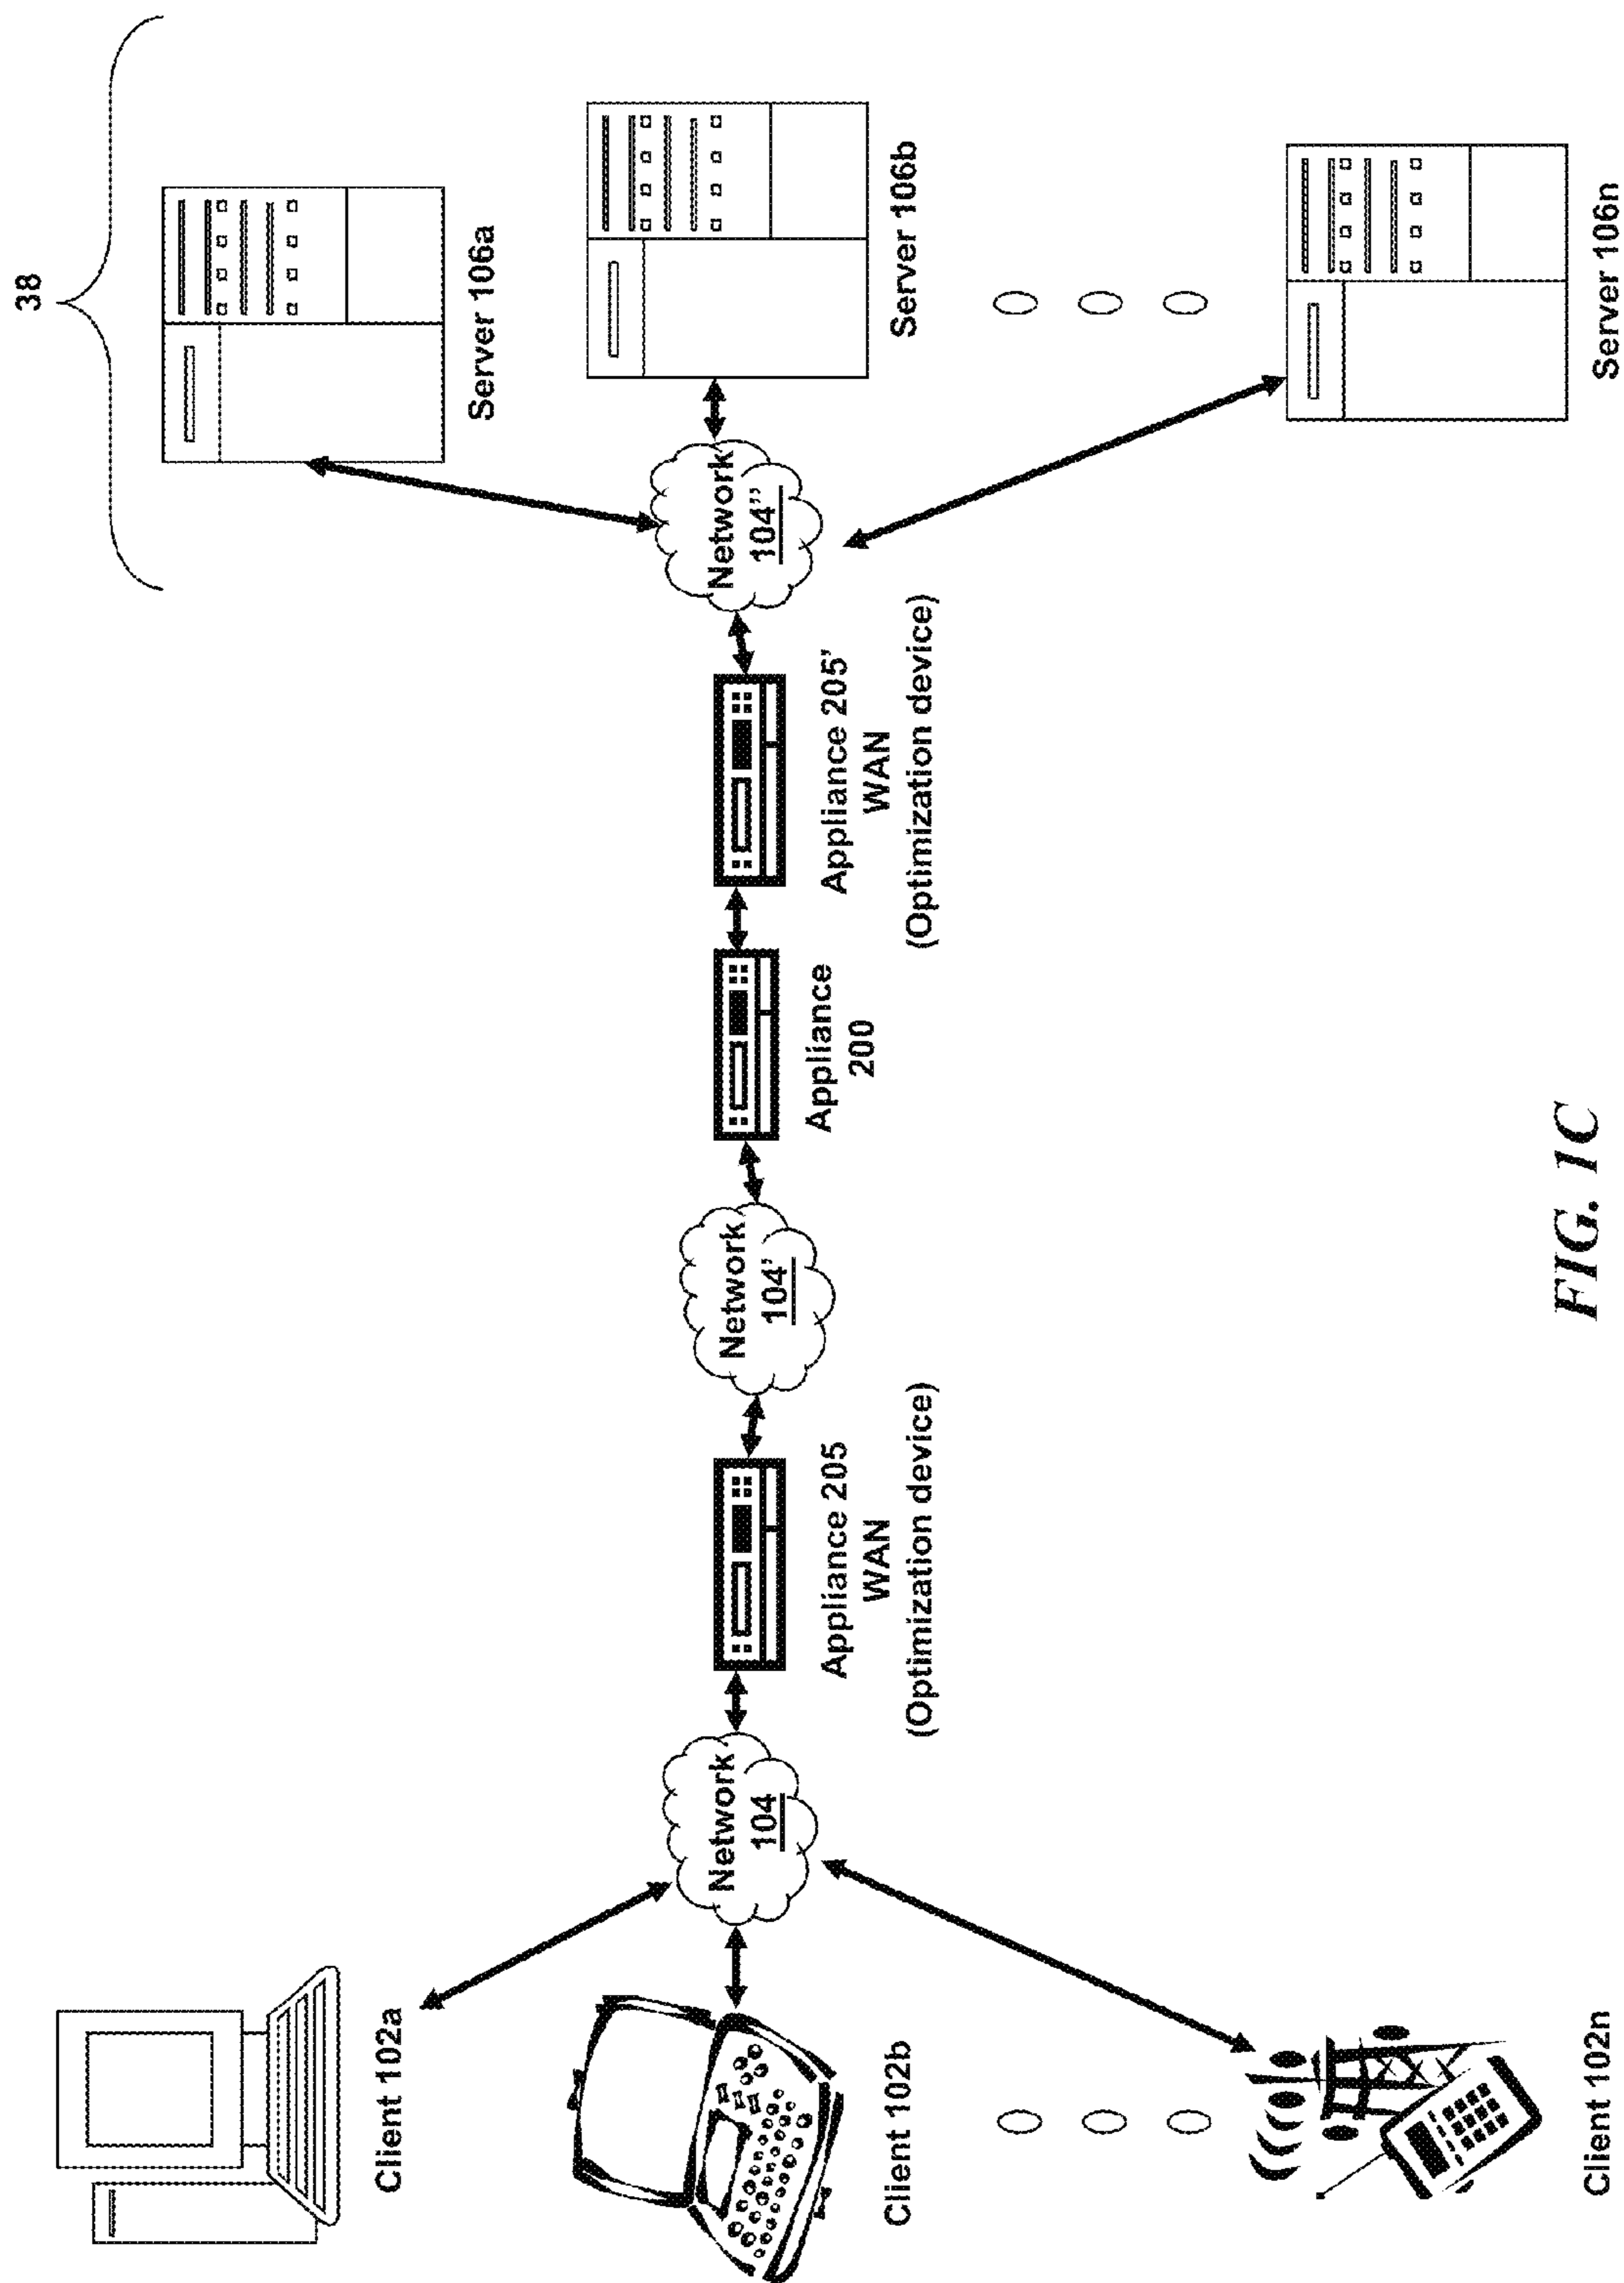 38
Client 102a
Server 106a
Client 102b
Network
104
Appliance 205
WAN
(Optimization device)
Network
104'
Appliance
200
Appliance 205'
WAN
(Optimization device)
Network
104’’
Server 106b
Client 102n
Server 106n
FIG. 1C